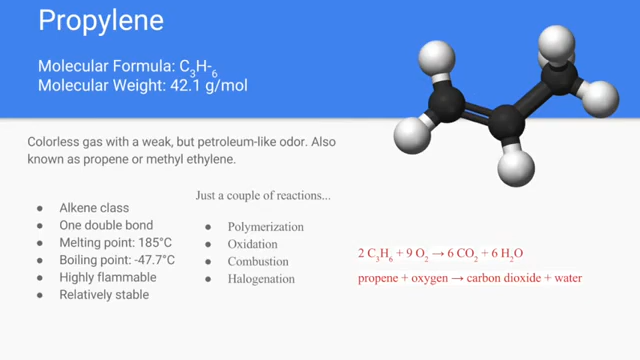 Propylene
Molecular Formula: C₃H-₆
Molecular Weight: 42.1 g/mol
Colorless gas with a weak, but petroleum-like odor. Also
known as propene or methyl ethylene.
● Alkene class
● One double bond
● Melting point: 185°C
● Boiling point: -47.7°C
● Highly flammable
● Relatively stable
Just a couple of reactions...
● Polymerization
● Oxidation
● Combustion
● Halogenation
2 C₃H₆ + 9 O₂ → 6 CO₂ + 6 H₂O
propene + oxygen → carbon dioxide + water